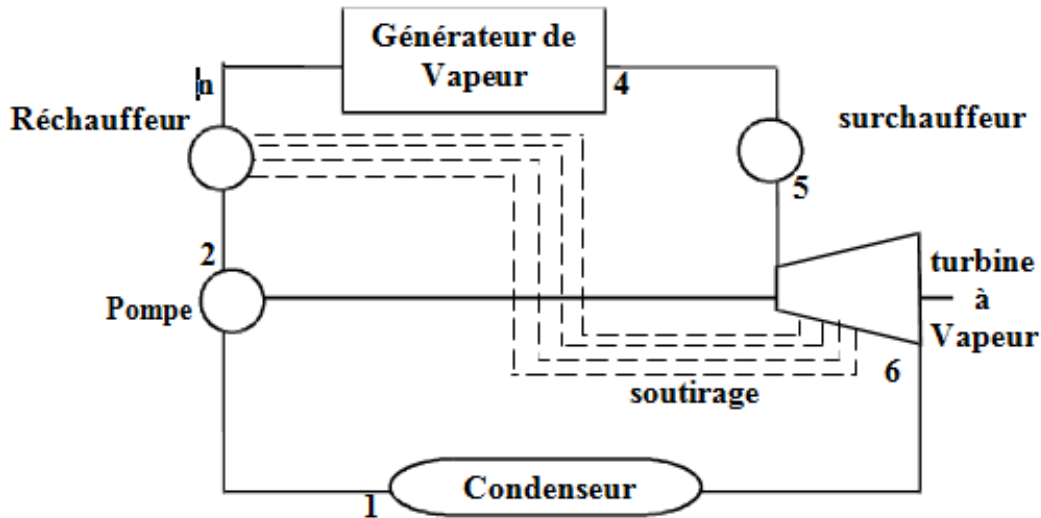 Générateur de
Vapeur
n
4
Réchauffeur
surchauffeur
5
2
Pompe
turbine
à
Vapeur
6
soutirage
Condenseur
1